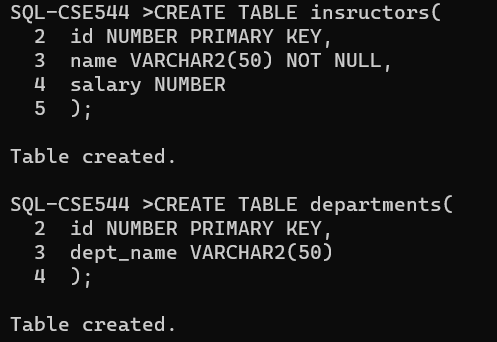 SQL-CSE544 >CREATE TABLE insructors(
2 id NUMBER PRIMARY KEY,
3 name VARCHAR2(50) NOT NULL,
4 salary NUMBER
5 );
Table created.
SQL-CSE544 >CREATE TABLE departments(
2 id NUMBER PRIMARY KEY,
3 dept_name VARCHAR2(50)
4 );
Table created.